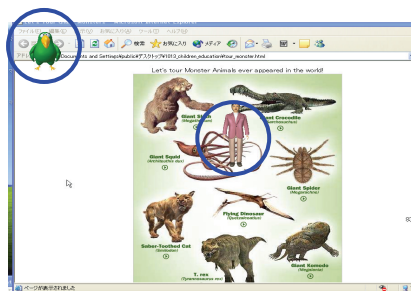 ファイル(F)
お気に入り(A) ツール(T) ヘルプ(H)
検索 お気に入り メディア
Documents and Settings¥public¥デスクトップ¥1013_children_education¥tour_monster.html
Let's tour Monster Animals ever appeared in the world!
Giant Sloth
Giant Crocodile
Giant Squid
(Architeuthis dux)
Giant Spider
Flying Dinosaur
Saber-Toothed Cat
T. rex
(Tyrannosaurus rex)
Giant Komodo
ページが表示されました